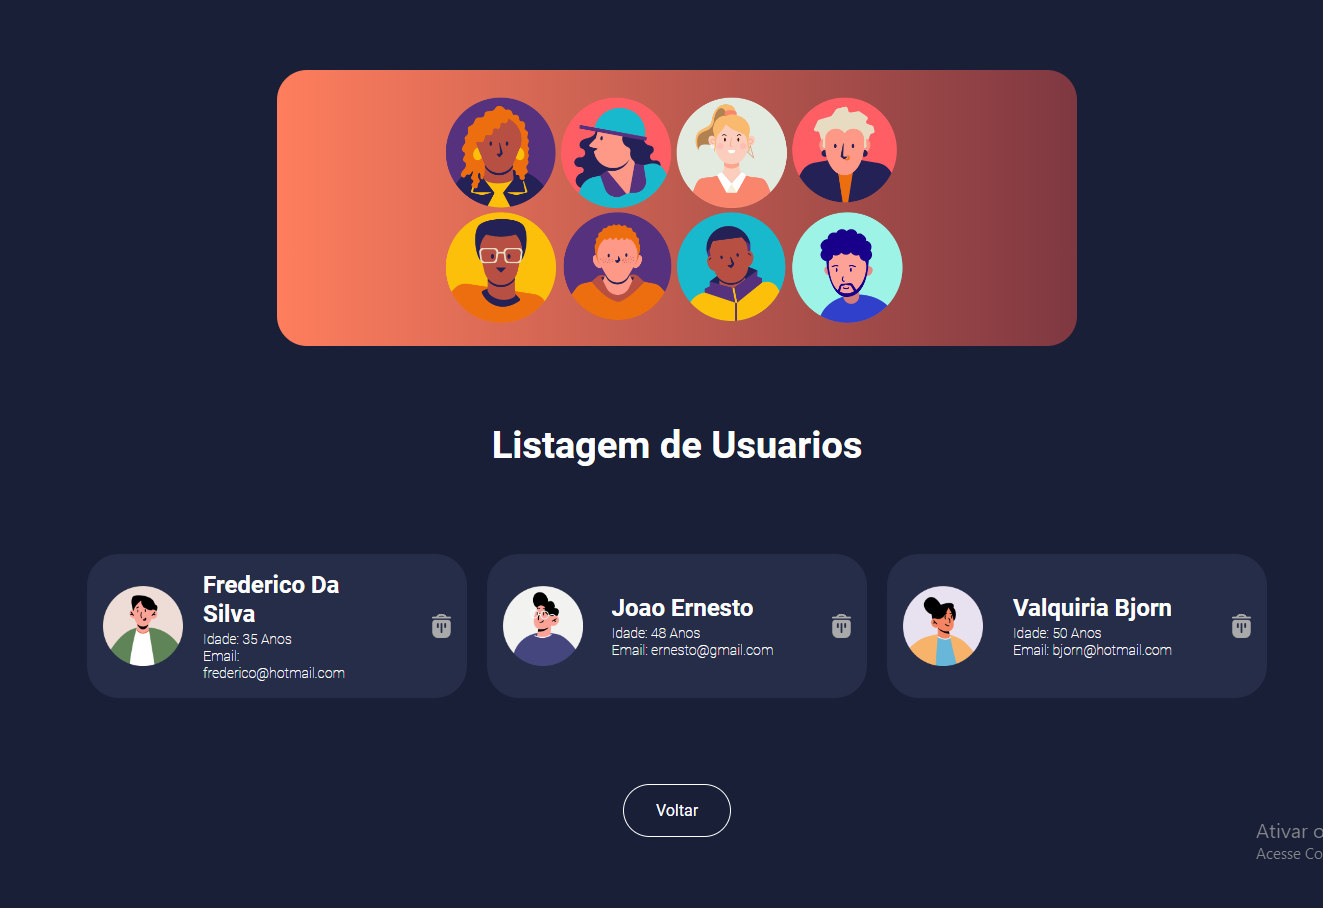 Listagem de Usuarios
Frederico Da
Silva
Idade: 35 Anos
Email:
frederico@hotmail.com
Joao Ernesto
Idade: 48 Anos
Email: ernesto@gmail.com
Valquiria Bjorn
Idade: 50 Anos
Email: bjorn@hotmail.com
Voltar
Ativar o
Acesse Co